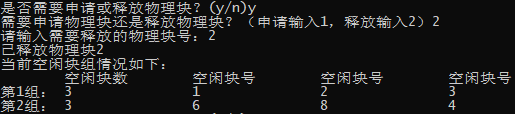 是否需要申请或释放物理块？(y/n)y
需要申请物理块还是释放物理块？（申请输入1，释放输入2）2
请输入需要释放的物理块号：2
已释放物理块2
当前空闲块组情况如下：
空闲块数 空闲块号 空闲块号 空闲块号
第1组： 3 1 2 3
第2组： 3 6 8 4